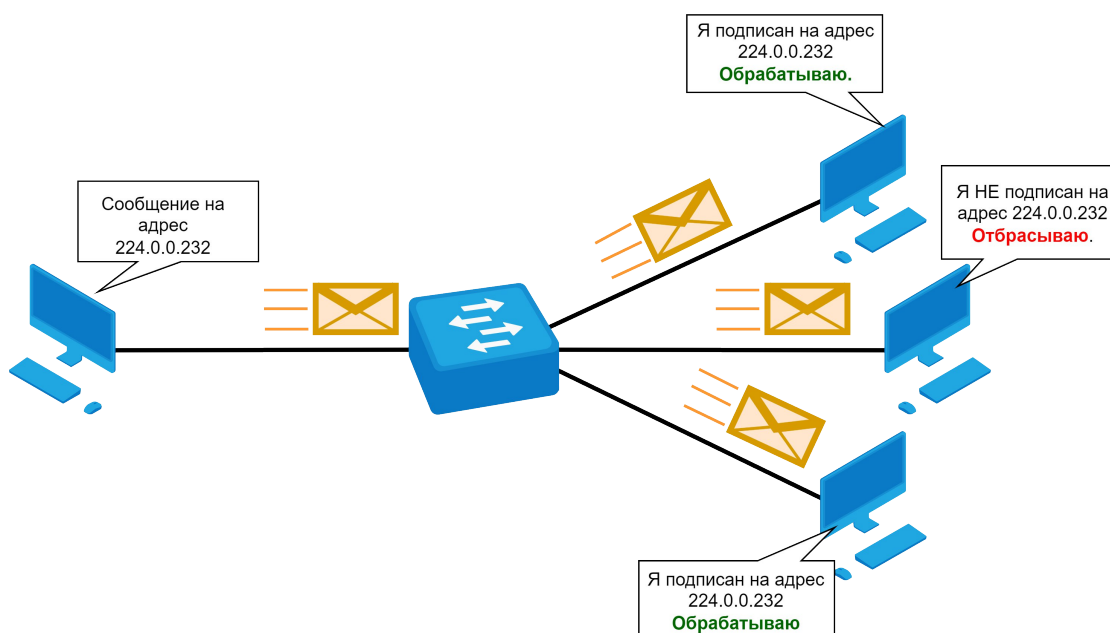 Я подписан на адрес
224.0.0.232
Обрабатываю.
Сообщение на
адрес
224.0.0.232
Я НЕ подписан на
адрес 224.0.0.232
Отбрасываю.
Я подписан на адрес
224.0.0.232
Обрабатываю